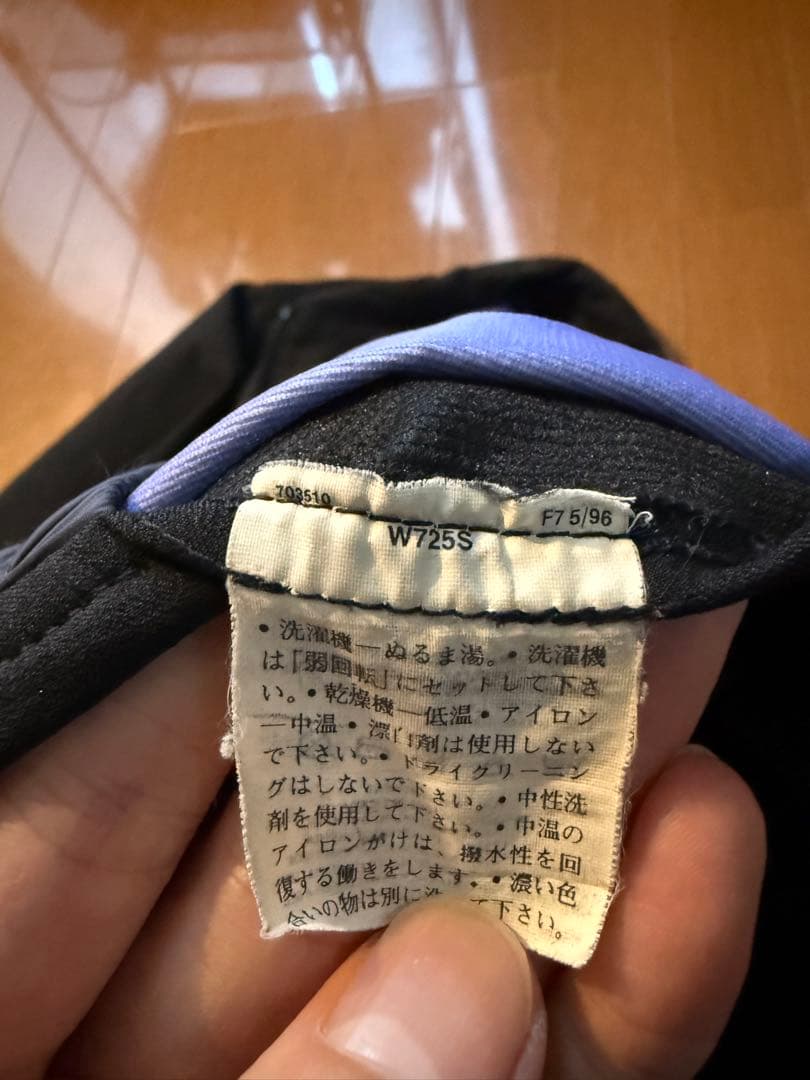 703510
F7 5/96
W725S
• 洗濯機―ぬるま湯。• 洗濯機
は「弱回転」にセットして下さ
い。• 乾燥機―低温 • アイロン
―中温 • 漂白剤は使用しない
で下さい。• ドライクリーニン
グはしないで下さい。• 中性洗
剤を使用して下さい。• 中温の
アイロンがけは、撥水性を回
復する働きをします。• 濃い色
合いの物は別に洗 下さい。